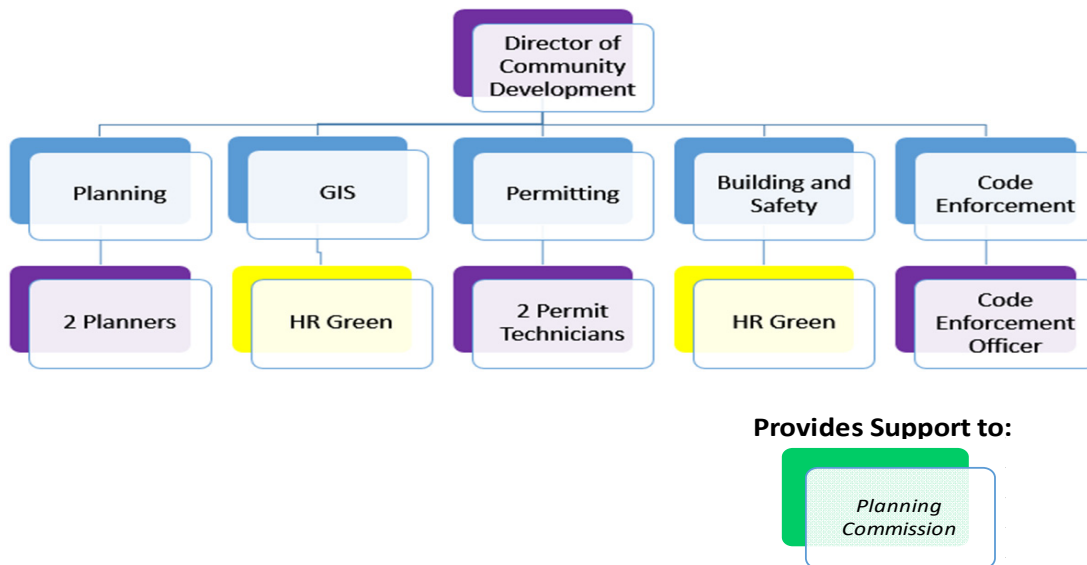 Director of
Community
Development
Planning
GIS
Permitting
Building and
Safety
Code
Enforcement
2 Planners
HR Green
2 Permit
Technicians
HR Green
Code
Enforcement
Officer
Provides Support to:
Planning
Commission